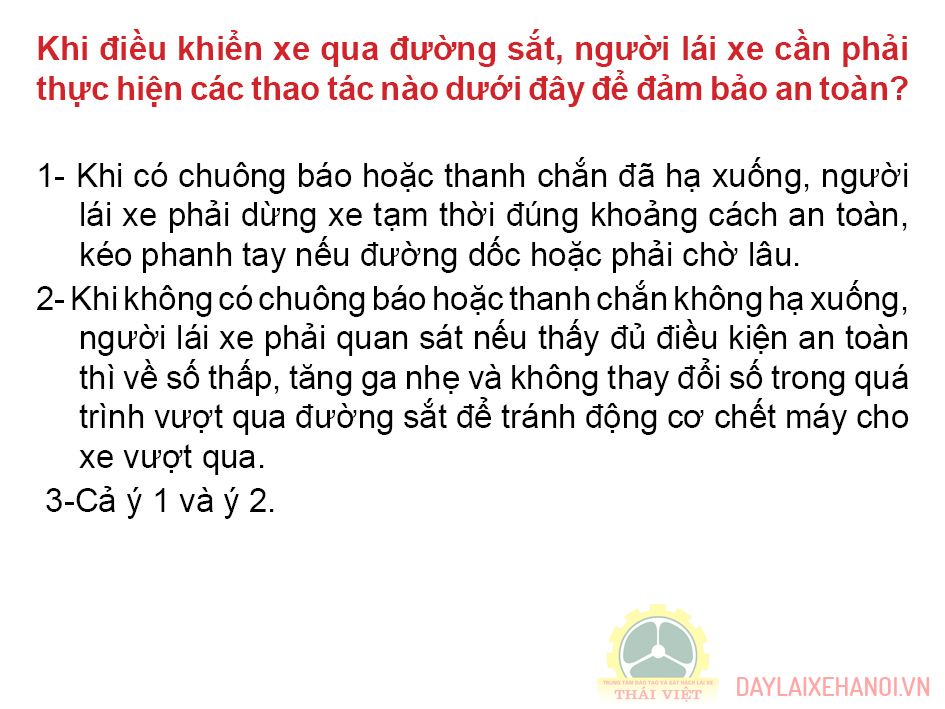 Khi điều khiển xe qua đường sắt, người lái xe cần phải
thực hiện các thao tác nào dưới đây để đảm bảo an toàn?
1- Khi có chuông báo hoặc thanh chắn đã hạ xuống, người
lái xe phải dừng xe tạm thời đúng khoảng cách an toàn,
kéo phanh tay nếu đường dốc hoặc phải chờ lâu.
2- Khi không có chuông báo hoặc thanh chắn không hạ xuống,
người lái xe phải quan sát nếu thấy đủ điều kiện an toàn
thì về số thấp, tăng ga nhẹ và không thay đổi số trong quá
trình vượt qua đường sắt để tránh động cơ chết máy cho
xe vượt qua.
3-Cả ý 1 và ý 2.
TRUNG TÂM ĐÀO TẠO VÀ SÁT HẠCH LÁI XE
THÁI VIỆT
DAYLAIXEHANOI.VN